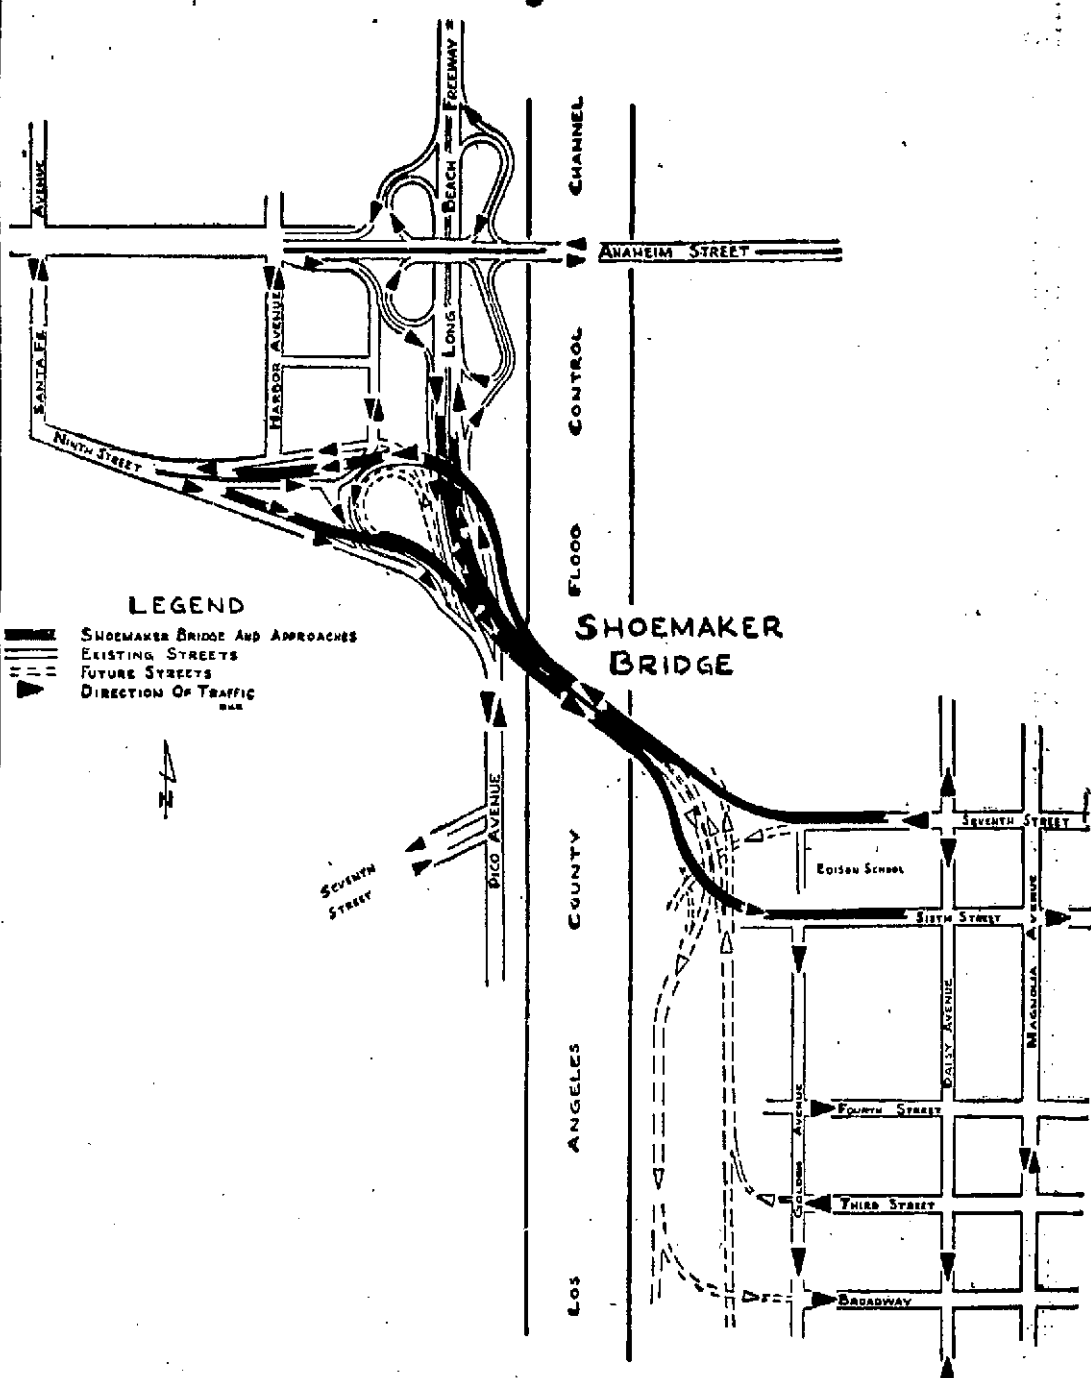 LONG BEACH FREEWAY
SANTA FE AVENUE
HARBOR AVENUE
ANAHEIM STREET
NINTH STREET
LOS ANGELES COUNTY FLOOD CONTROL CHANNEL
LEGEND
SHOEMAKER BRIDGE AND APPROACHES
EXISTING STREETS
FUTURE STREETS
DIRECTION OF TRAFFIC
SHOEMAKER
BRIDGE
N
PICO AVENUE
SEVENTH
STREET
SEVENTH STREET
EDISON SCHOOL
SIXTH STREET
MAGNOLIA AVENUE
DAISY AVENUE
GOLDEN AVENUE
FOURTH STREET
THIRD STREET
BROADWAY